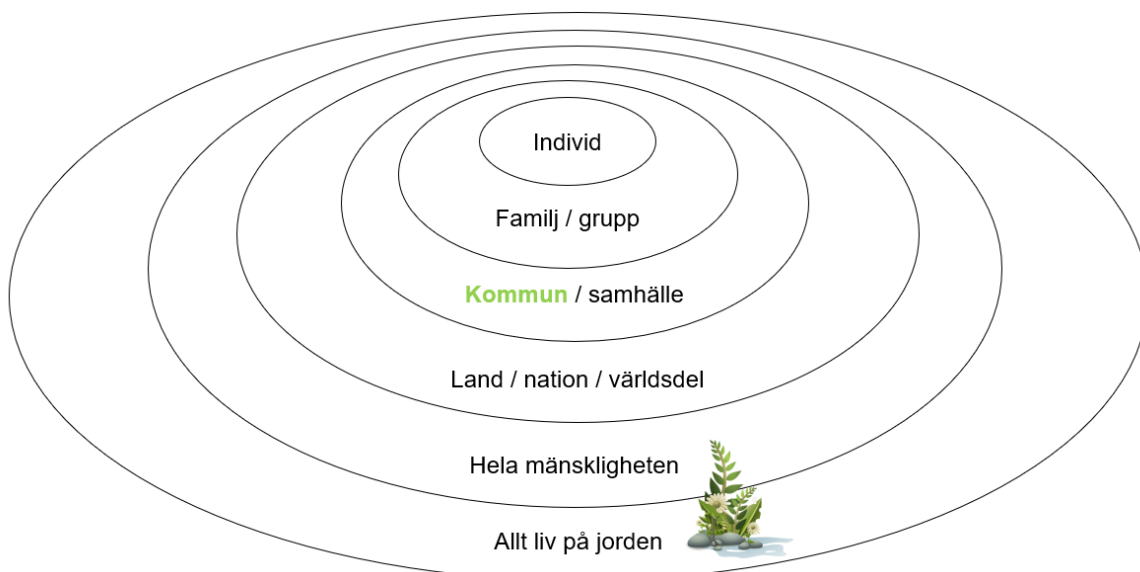 Individ
Familj / grupp
Kommun / samhälle
Land / nation / världsdel
Hela mänskligheten
Allt liv på jorden